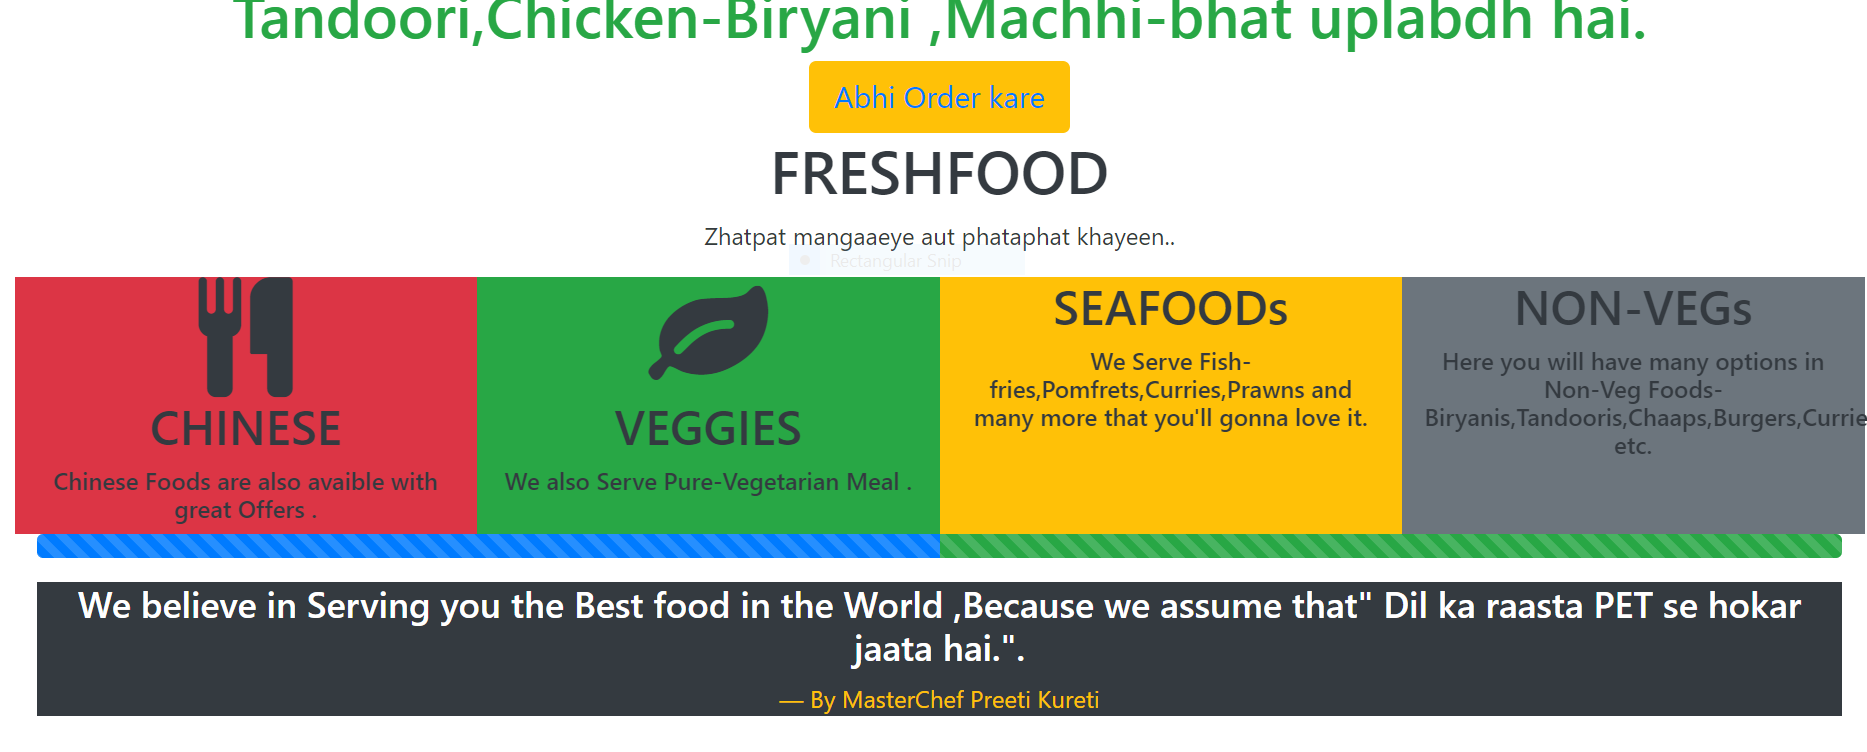 Tandoori,Chicken-Biryani ,Machhi-bhat uplabdh hai.
Abhi Order kare
FRESHFOOD
Zhatpat mangaaeye aut phataphat khayeen..
Rectangular Snip
CHINESE
Chinese Foods are also avaible with
great Offers .
VEGGIES
We also Serve Pure-Vegetarian Meal .
SEAFOODs
We Serve Fish-
fries,Pomfrets,Curries,Prawns and
many more that you'll gonna love it.
NON-VEGs
Here you will have many options in
Non-Veg Foods-
Biryanis,Tandooris,Chaaps,Burgers,Currie
etc.
We believe in Serving you the Best food in the World ,Because we assume that" Dil ka raasta PET se hokar
jaata hai.".
— By MasterChef Preeti Kureti